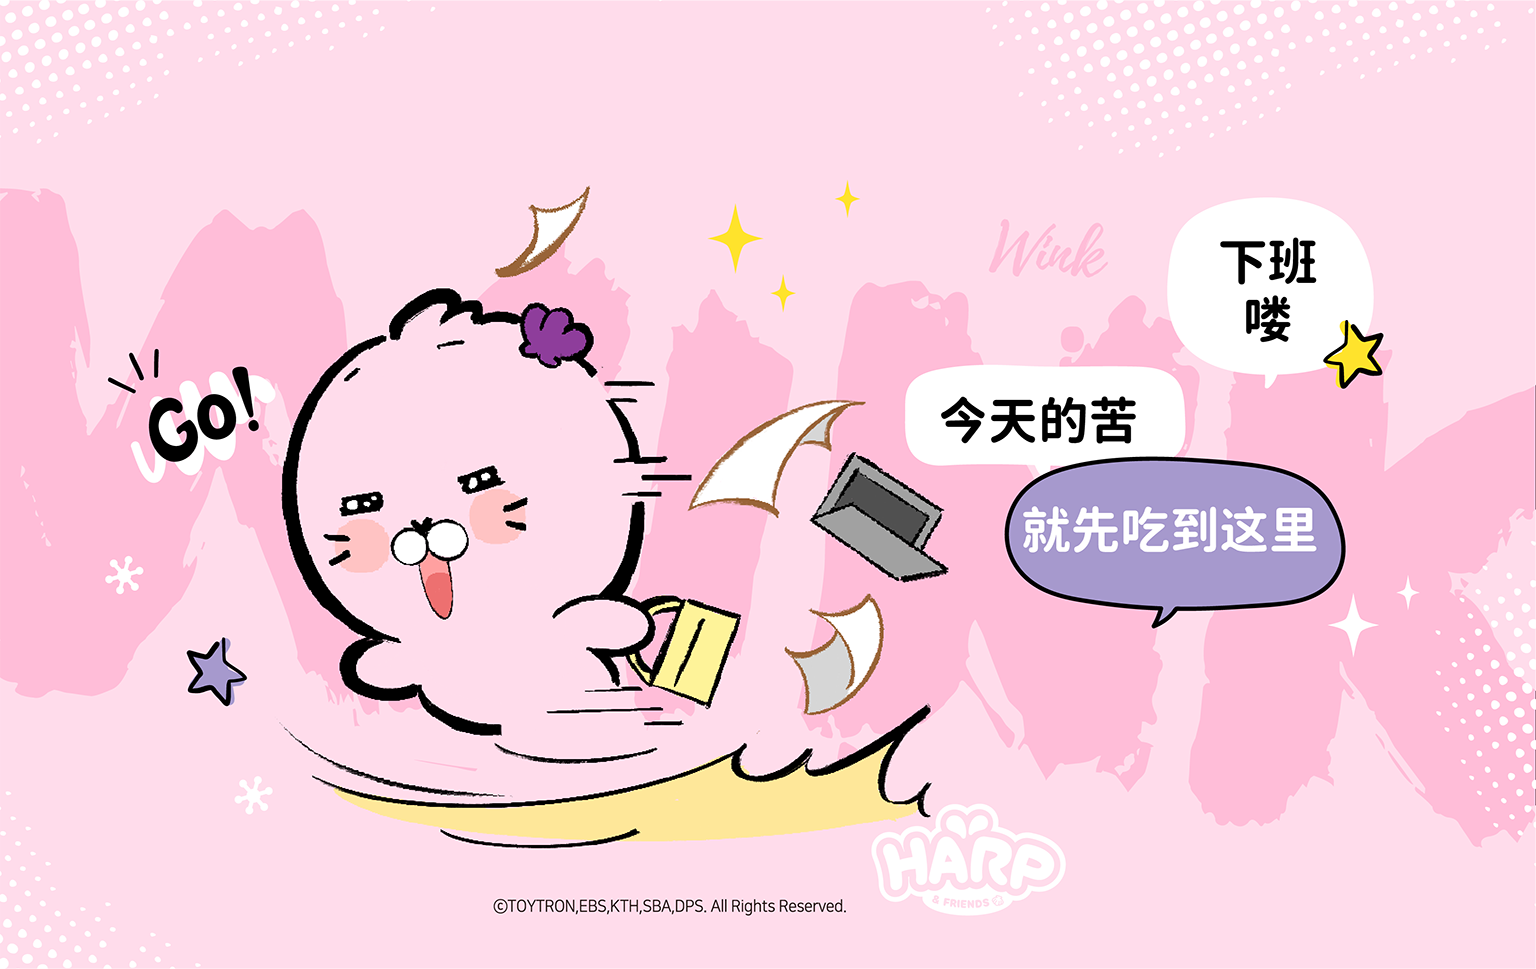 Wink
下班
喽
Go!
今天的苦
就先吃到这里
HARP
& FRIENDS
©TOYTRON,EBS,KTH,SBA,DPS. All Rights Reserved.